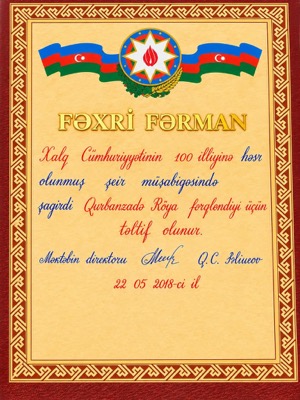 FƏXRİ FƏRMAN
Xalq Cümhuriyyətinin 100 illiyinə həsr
olunmuş şeir müsabiqəsində
şagirdi Qurbanzadə Röya fərqləndiyi üçün
təltif olunur.
Məktəbin direktoru Q.C.
22 05 2018-ci il